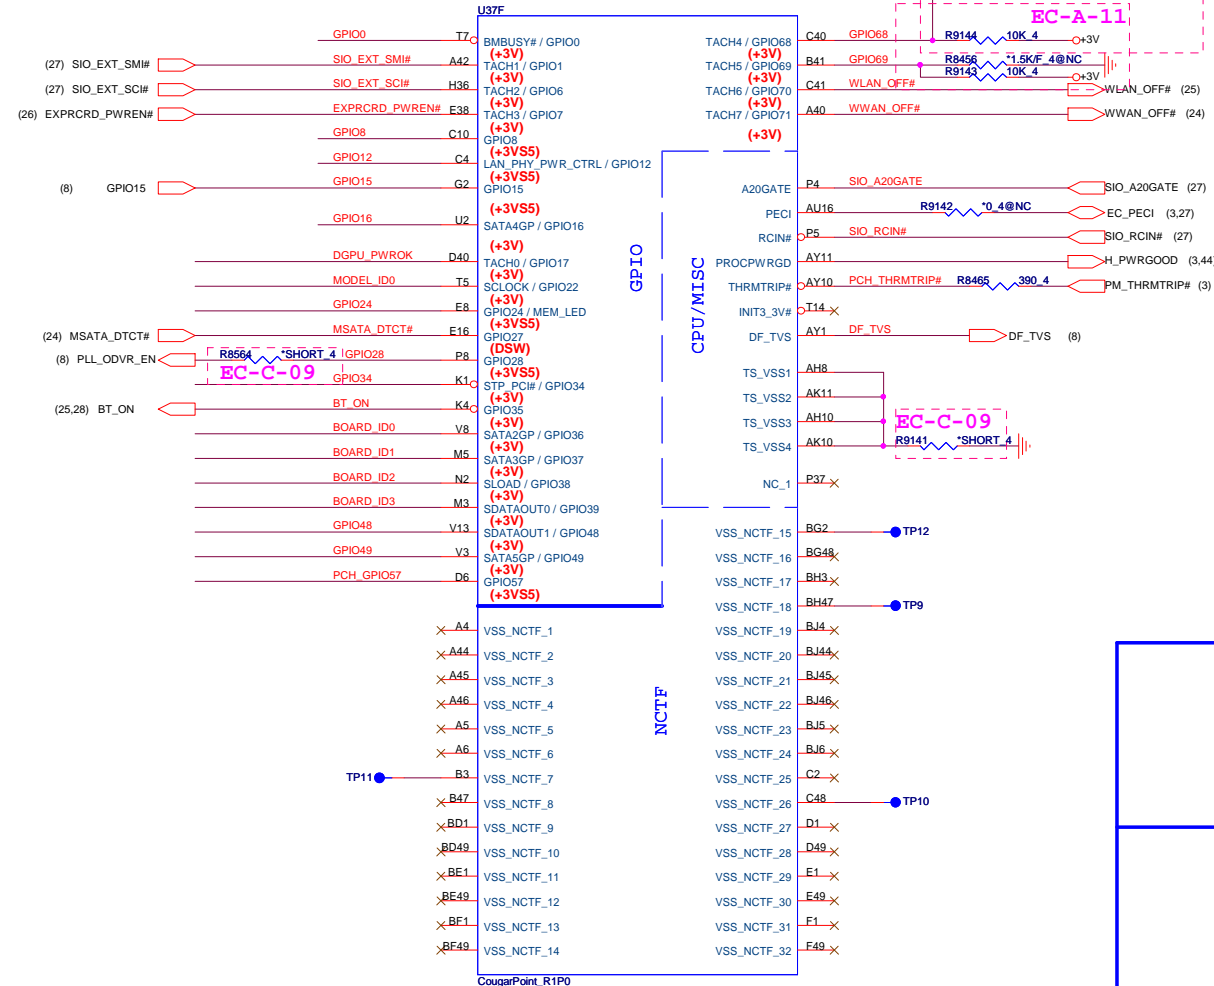 U37F
EC-A-11
GPIO0 T7 BMBUSY# / GPIO0 TACH4 / GPIO68 C40 GPIO68 R9144 10K_4 +3V
(+3V)
(27) SIO_EXT_SMI# SIO_EXT_SMI# A42 TACH1 / GPIO1 TACH5 / GPIO69 B41 GPIO69 R8456 *1.5K/F_4@NC
(+3V) (+3V) R9143 10K_4 +3V
(27) SIO_EXT_SCI# SIO_EXT_SCI# H36 TACH2 / GPIO6 TACH6 / GPIO70 C41 WLAN_OFF# WLAN_OFF# (25)
(+3V) (+3V)
(26) EXPRCRD_PWREN# EXPRCRD_PWREN# E38 TACH3 / GPIO7 TACH7 / GPIO71 A40 WWAN_OFF# WWAN_OFF# (24)
(+3V) (+3V)
GPIO8 C10 GPIO8 (+3V)
(+3VS5)
GPIO12 C4 LAN_PHY_PWR_CTRL / GPIO12
(+3VS5)
(8) GPIO15 GPIO15 G2 GPIO15 A20GATE P4 SIO_A20GATE SIO_A20GATE (27)
(+3VS5)
PECI AU16 R9142 *0_4@NC EC_PECI (3,27)
GPIO16 U2 SATA4GP / GPIO16
RCIN# P5 SIO_RCIN# SIO_RCIN# (27)
(+3V)
GPIO
CPU/MISC
DGPU_PWROK D40 TACH0 / GPIO17 PROCPWRGD AY11 H_PWRGOOD (3,44)
(+3V)
MODEL_ID0 T5 SCLOCK / GPIO22 THRMTRIP# AY10 PCH_THRMTRIP# R8465 390_4 PM_THRMTRIP# (3)
(+3V)
GPIO24 E8 GPIO24 / MEM_LED INIT3_3V# T14
(+3VS5)
(24) MSATA_DTCT# MSATA_DTCT# E16 GPIO27 DF_TVS AY1 DF_TVS DF_TVS (8)
(DSW)
(8) PLL_ODVR_EN R8564 *SHORT_4 GPIO28 P8 GPIO28
EC-C-09
(+3VS5) TS_VSS1 AH8
GPIO34 K1 STP_PCI# / GPIO34
(+3V) TS_VSS2 AK11
(25,28) BT_ON BT_ON K4 GPIO35
(+3V) TS_VSS3 AH10 EC-C-09
BOARD_ID0 V8 SATA2GP / GPIO36
(+3V) TS_VSS4 AK10 R9141 *SHORT_4
BOARD_ID1 M5 SATA3GP / GPIO37
(+3V)
BOARD_ID2 N2 SLOAD / GPIO38 NC_1 P37
(+3V)
BOARD_ID3 M3 SDATAOUT0 / GPIO39
(+3V)
GPIO48 V13 SDATAOUT1 / GPIO48 VSS_NCTF_15 BG2 TP12
(+3V)
GPIO49 V3 SATA5GP / GPIO49 VSS_NCTF_16 BG48
(+3V)
PCH_GPIO57 D6 GPIO57 VSS_NCTF_17 BH3
(+3VS5)
VSS_NCTF_18 BH47 TP9
A4 VSS_NCTF_1 VSS_NCTF_19 BJ4
A44 VSS_NCTF_2 VSS_NCTF_20 BJ44
A45 VSS_NCTF_3 VSS_NCTF_21 BJ45
NCTF
A46 VSS_NCTF_4 VSS_NCTF_22 BJ46
A5 VSS_NCTF_5 VSS_NCTF_23 BJ5
A6 VSS_NCTF_6 VSS_NCTF_24 BJ6
TP11 B3 VSS_NCTF_7 VSS_NCTF_25 C2
B47 VSS_NCTF_8 VSS_NCTF_26 C48 TP10
BD1 VSS_NCTF_9 VSS_NCTF_27 D1
BD49 VSS_NCTF_10 VSS_NCTF_28 D49
BE1 VSS_NCTF_11 VSS_NCTF_29 E1
BE49 VSS_NCTF_12 VSS_NCTF_30 E49
BF1 VSS_NCTF_13 VSS_NCTF_31 F1
BF49 VSS_NCTF_14 VSS_NCTF_32 F49
CougarPoint_R1P0